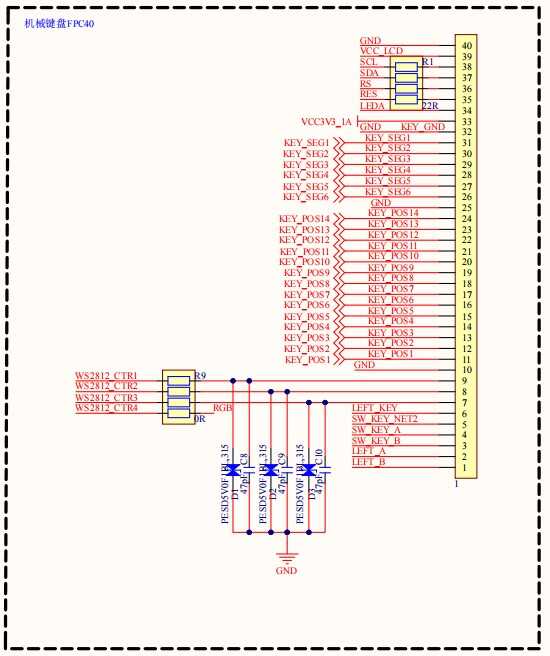 机械键盘FPC40
GND 40
VCC_LCD 39
SCL R1 38
SDA 37
RS 36
RES 35
LEDA 22R 34
VCC3V3_1A 33
GND KEY_GND 32
KEY_SEG1 KEY_SEG1 31
KEY_SEG2 KEY_SEG2 30
KEY_SEG3 KEY_SEG3 29
KEY_SEG4 KEY_SEG4 28
KEY_SEG5 KEY_SEG5 27
KEY_SEG6 KEY_SEG6 26
GND 25
KEY_POS14 KEY_POS14 24
KEY_POS13 KEY_POS13 23
KEY_POS12 KEY_POS12 22
KEY_POS11 KEY_POS11 21
KEY_POS10 KEY_POS10 20
KEY_POS9 KEY_POS9 19
KEY_POS8 KEY_POS8 18
KEY_POS7 KEY_POS7 17
KEY_POS6 KEY_POS6 16
KEY_POS5 KEY_POS5 15
KEY_POS4 KEY_POS4 14
KEY_POS3 KEY_POS3 13
KEY_POS2 KEY_POS2 12
KEY_POS1 KEY_POS1 11
GND 10
WS2812_CTR1 R9 9
WS2812_CTR2 8
WS2812_CTR3 7
WS2812_CTR4 RGB LEFT_KEY 6
0R SW_KEY_NET2 5
SW_KEY_A 4
SW_KEY_B 3
LEFT_A 2
LEFT_B 1
J
PESD5V0F1BL,315
D1
47pF
C8
PESD5V0F1BL,315
D2
47pF
C9
PESD5V0F1BL,315
47pF
C10
GND